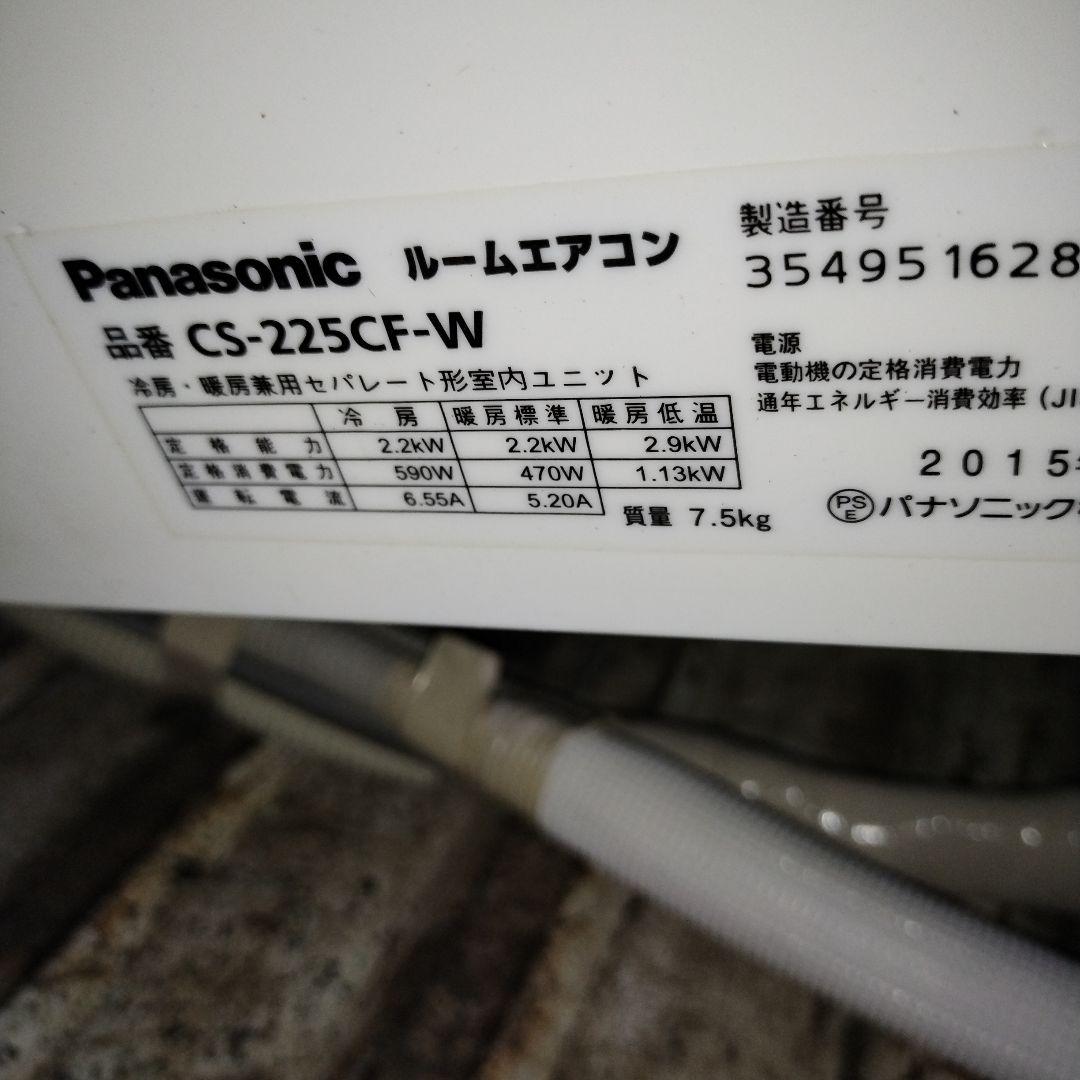 Panasonic ルームエアコン
品番 CS-225CF-W
冷房・暖房兼用セパレート形室内ユニット
冷房 暖房標準 暖房低温
定格能力 2.2kW 2.2kW 2.9kW
定格消費電力 590W 470W 1.13kW
運転電流 6.55A 5.20A
質量 7.5kg
製造番号
354951628
電源
電動機の定格消費電力
通年エネルギー消費効率 (JI
2015
PS
E
パナソニック